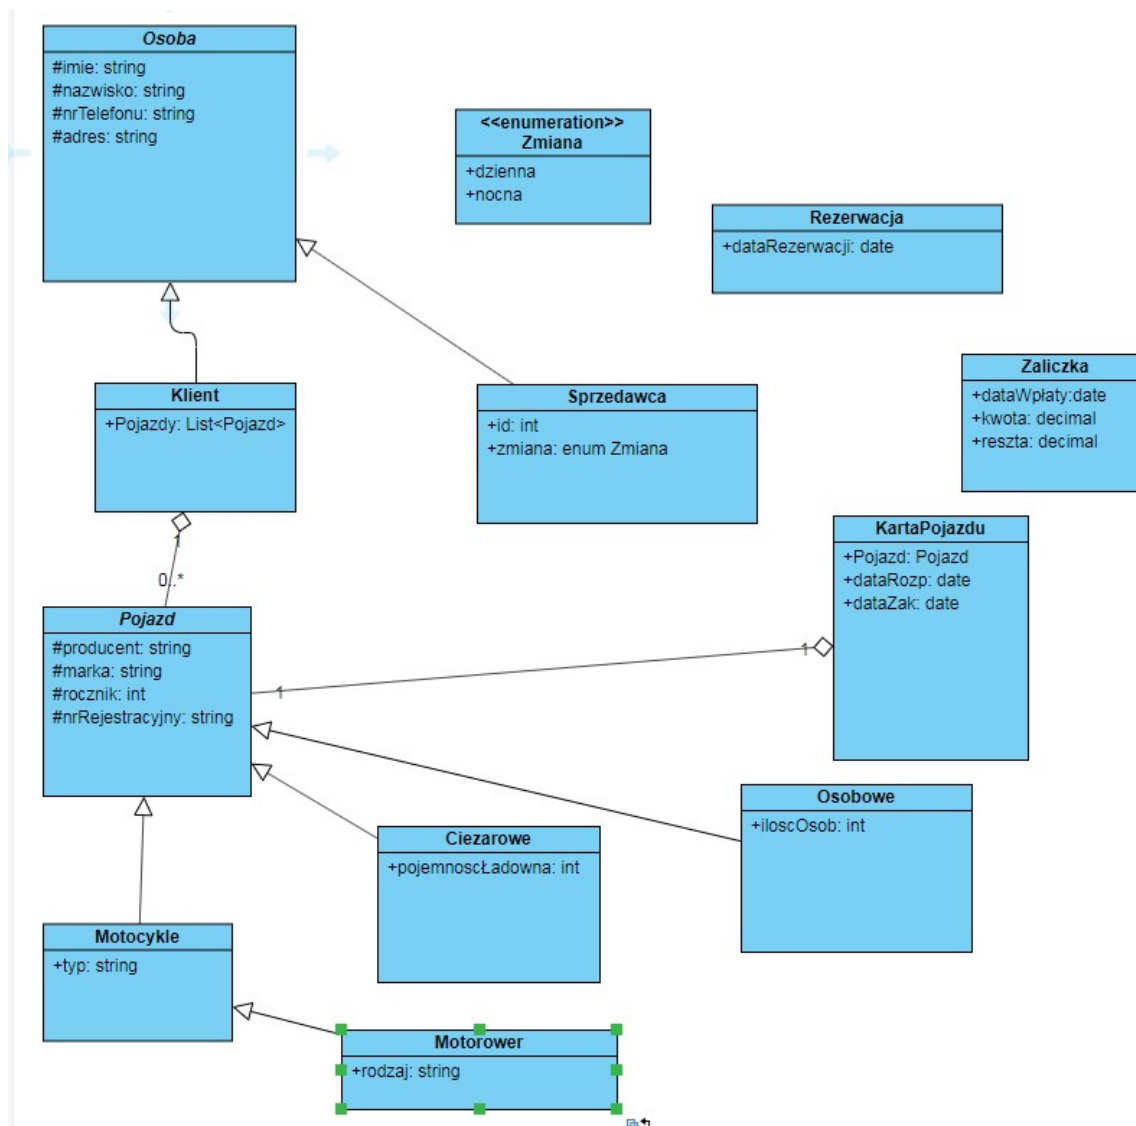 Osoba
#imie: string
#nazwisko: string
#nrTelefonu: string
#adres: string
<<enumeration>>
Zmiana
+dzienna
+nocna
Rezerwacja
+dataRezerwacji: date
Zaliczka
+dataWpłaty:date
+kwota: decimal
+reszta: decimal
Klient
+Pojazdy: List<Pojazd>
Sprzedawca
+id: int
+zmiana: enum Zmiana
KartaPojazdu
+Pojazd: Pojazd
+dataRozp: date
+dataZak: date
1
0..*
Pojazd
#producent: string
#marka: string
#rocznik: int
#nrRejestracyjny: string
1
1
Osobowe
+iloscOsob: int
Ciezarowe
+pojemnoscŁadowna: int
Motocykle
+typ: string
Motorower
+rodzaj: string